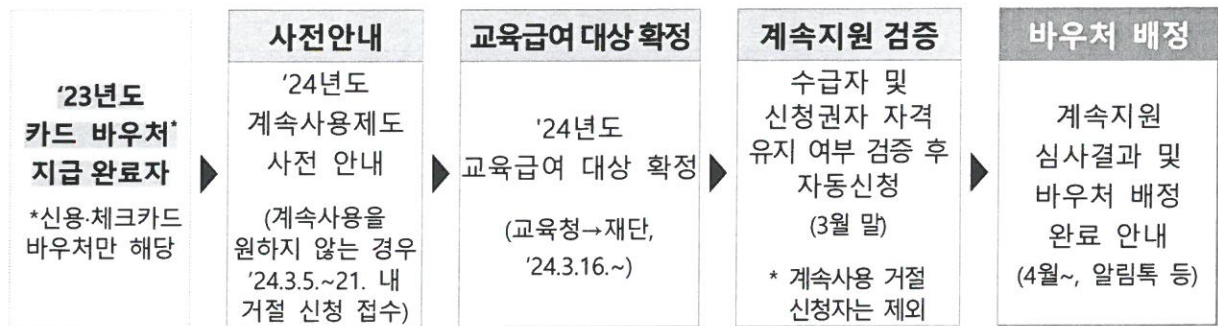 '23년도
카드 바우처*
지급 완료자
*신용·체크카드
바우처만 해당
사전안내
'24년도
계속사용제도
사전 안내
(계속사용을
원하지 않는 경우
'24.3.5.~21. 내
거절 신청 접수)
교육급여 대상 확정
'24년도
교육급여 대상 확정
(교육청→재단,
'24.3.16.~)
계속지원 검증
수급자 및
신청권자 자격
유지 여부 검증 후
자동신청
(3월 말)
* 계속사용 거절
신청자는 제외
바우처 배정
계속지원
심사결과 및
바우처 배정
완료 안내
(4월~, 알림톡 등)